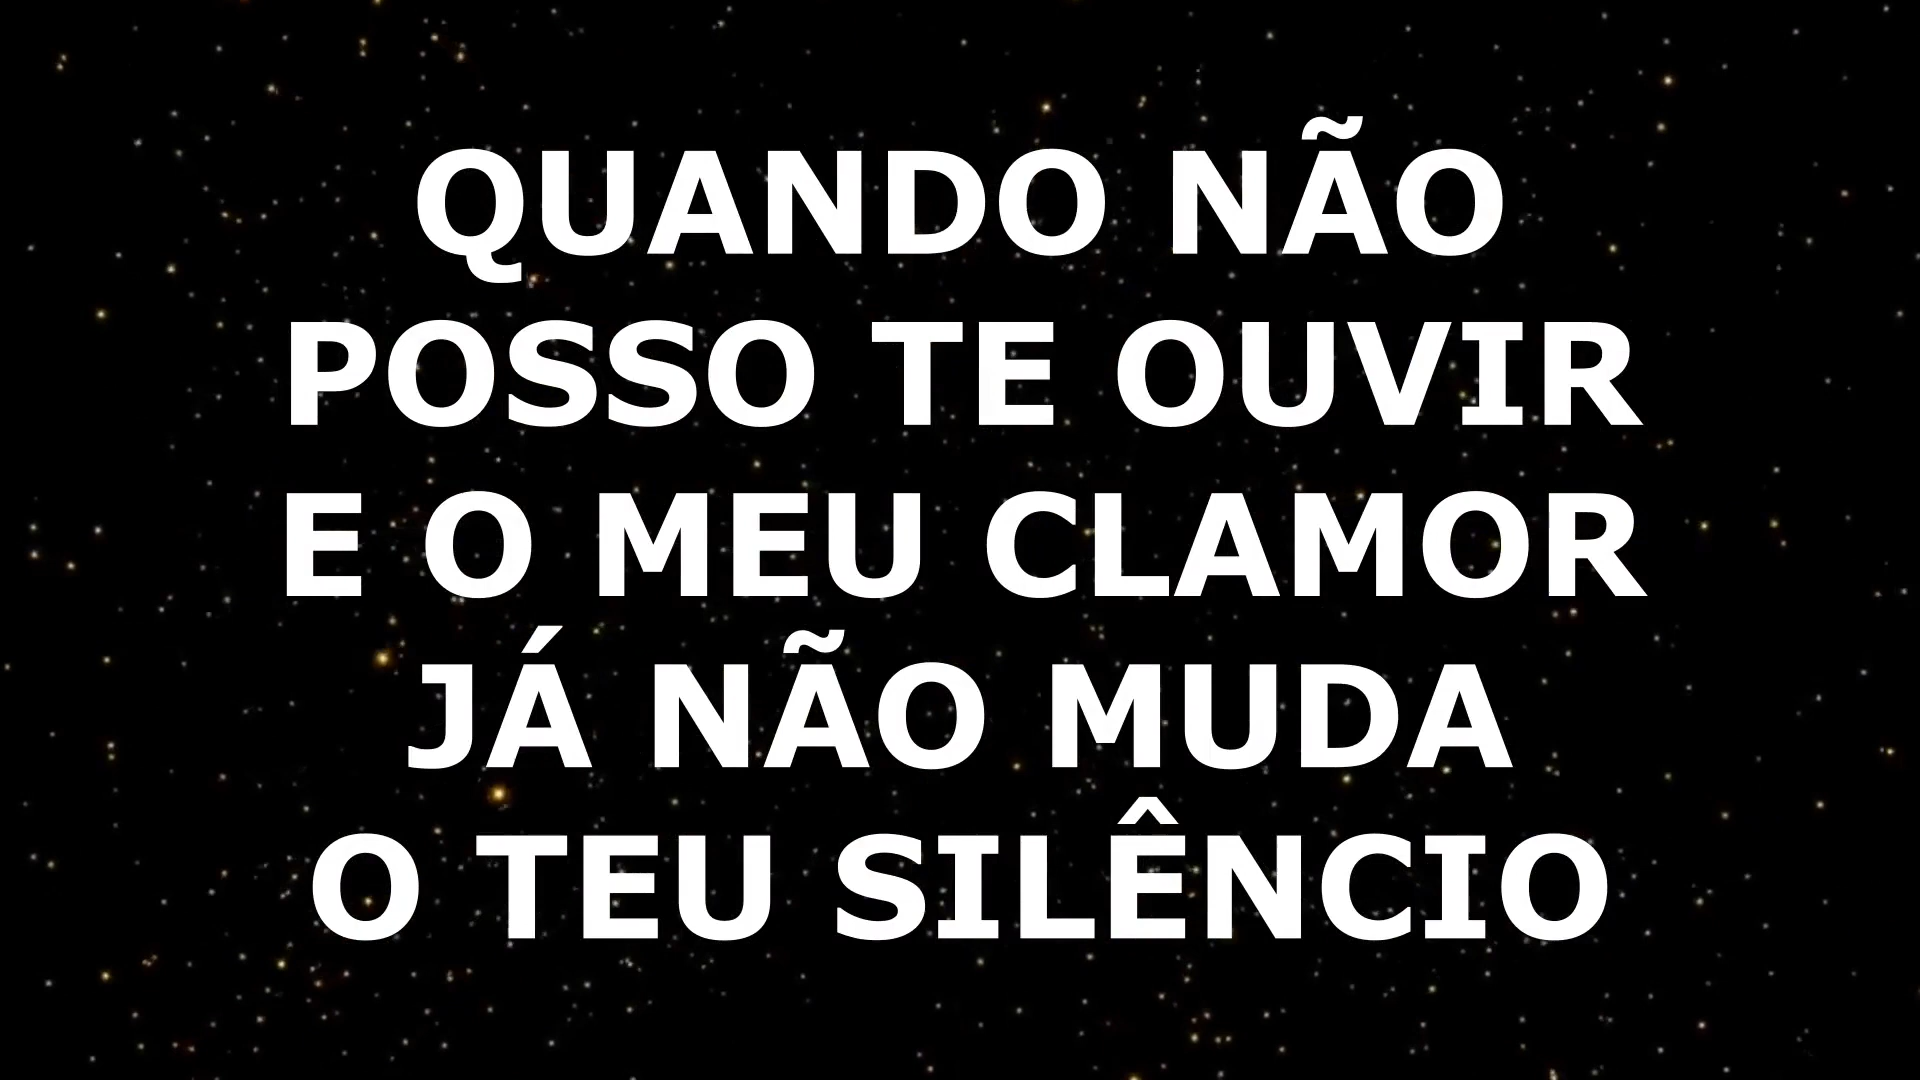 QUANDO NÃO
POSSO TE OUVIR
E O MEU CLAMOR
JÁ NÃO MUDA
O TEU SILÊNCIO